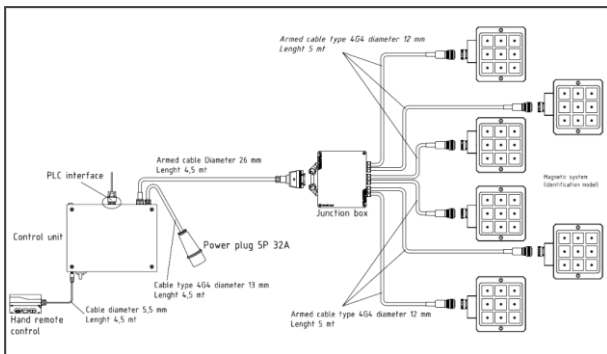 Armed cable type 4G4 diameter 12 mm
Lenght 5 mt
Armed cable Diameter 26 mm
Lenght 4,5 mt
PLC interface
Control unit
Junction box
Magnetic system
(identification model)
Power plug 5P 32A
Cable type 4G4 diameter 13 mm
Lenght 4,5 mt
Cable diameter 5,5 mm
Lenght 4,5 mt
Hand remote
control
Armed cable type 4G4 diameter 12 mm
Lenght 5 mt